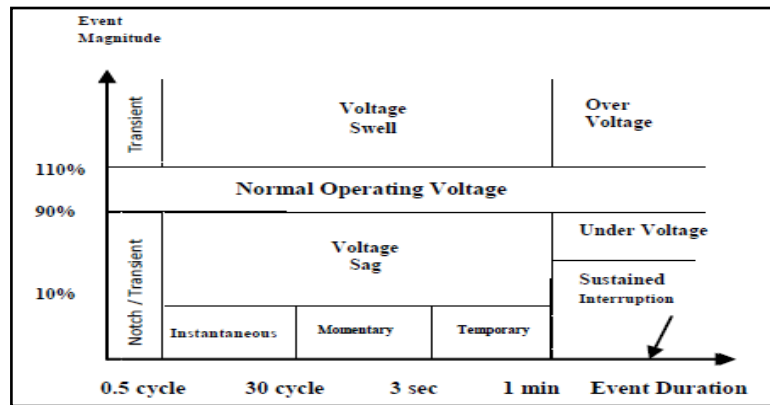 Event
Magnitude
Transient
Voltage
Swell
Over
Voltage
110%
Normal Operating Voltage
90%
Notch / Transient
Voltage
Sag
Under Voltage
10%
Sustained
Interruption
Instantaneous
Momentary
Temporary
0.5 cycle
30 cycle
3 sec
1 min
Event Duration